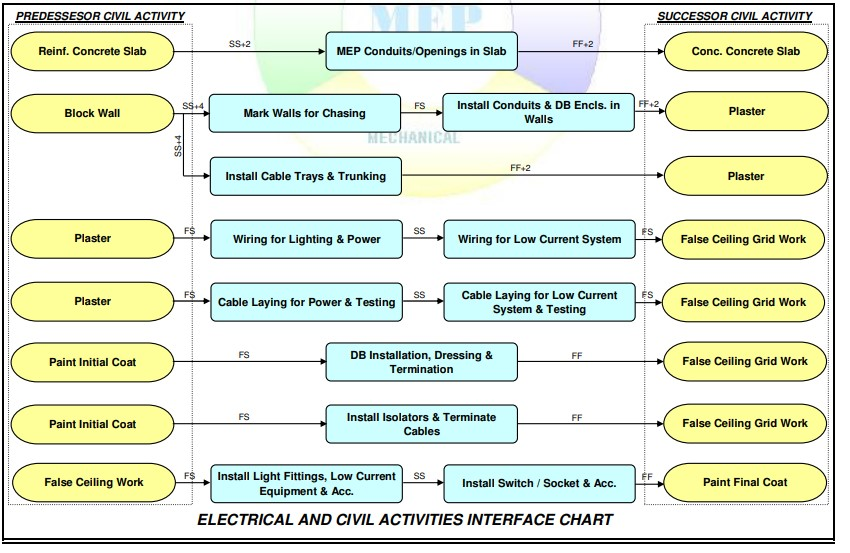 MEP
PREDESSESOR CIVIL ACTIVITY
SUCCESSOR CIVIL ACTIVITY
Reinf. Concrete Slab
SS+2
MEP Conduits/Openings in Slab
FF+2
Conc. Concrete Slab
Block Wall
SS+4
Mark Walls for Chasing
FS
Install Conduits & DB Encls. in
Walls
FF+2
Plaster
MECHANICAL
SS+4
Install Cable Trays & Trunking
FF+2
Plaster
Plaster
FS
Wiring for Lighting & Power
SS
Wiring for Low Current System
FS
False Ceiling Grid Work
Plaster
FS
Cable Laying for Power & Testing
SS
Cable Laying for Low Current
System & Testing
FS
False Ceiling Grid Work
Paint Initial Coat
FS
DB Installation, Dressing &
Termination
FF
False Ceiling Grid Work
Paint Initial Coat
FS
Install Isolators & Terminate
Cables
FF
False Ceiling Grid Work
False Ceiling Work
FS
Install Light Fittings, Low Current
Equipment & Acc.
SS
Install Switch / Socket & Acc.
FF
Paint Final Coat
ELECTRICAL AND CIVIL ACTIVITIES INTERFACE CHART